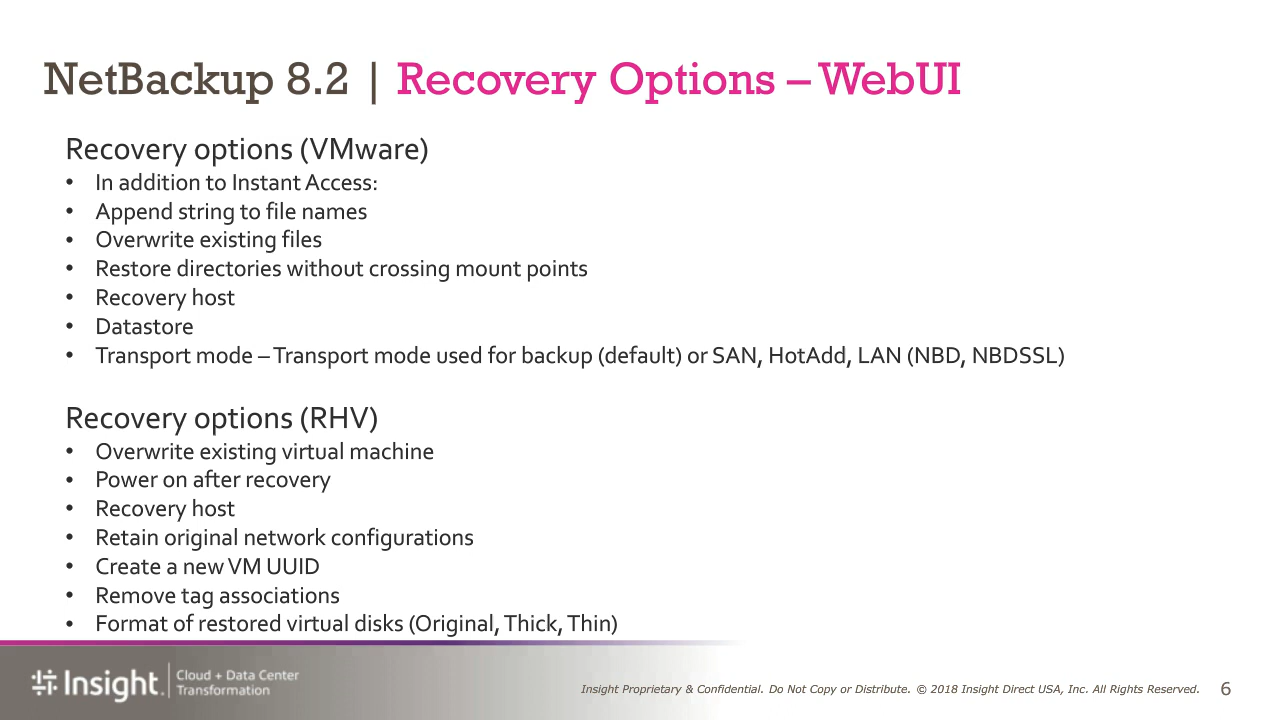 NetBackup 8.2 | Recovery Options – WebUI
Recovery options (VMware)
• In addition to Instant Access:
• Append string to file names
• Overwrite existing files
• Restore directories without crossing mount points
• Recovery host
• Datastore
• Transport mode – Transport mode used for backup (default) or SAN, HotAdd, LAN (NBD, NBDSSL)
Recovery options (RHV)
• Overwrite existing virtual machine
• Power on after recovery
• Recovery host
• Retain original network configurations
• Create a new VM UUID
• Remove tag associations
• Format of restored virtual disks (Original, Thick, Thin)
Insight.
Cloud + Data Center
Transformation
Insight Proprietary & Confidential. Do Not Copy or Distribute. © 2018 Insight Direct USA, Inc. All Rights Reserved.
6